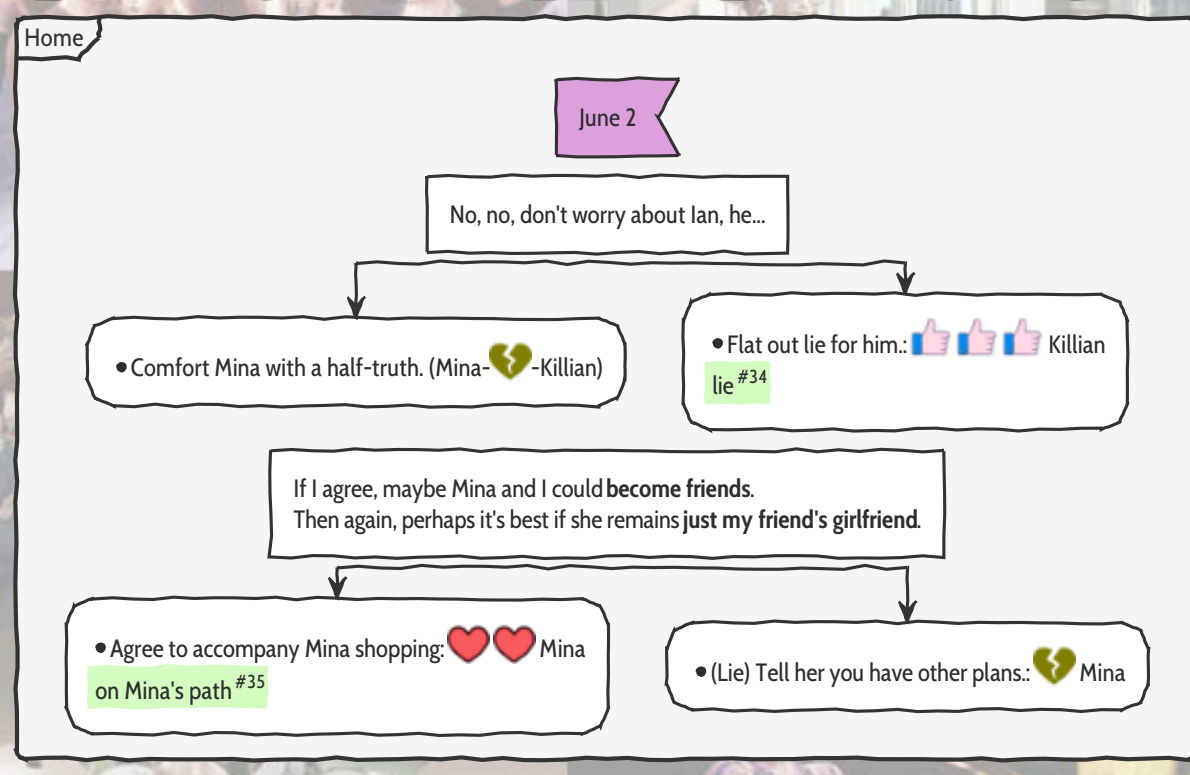 Home
June 2
No, no, don't worry about Ian, he...
•Comfort Mina with a half-truth. (Mina--Killian)
•Flat out lie for him.: Killian
lie #34
If I agree, maybe Mina and I could become friends.
Then again, perhaps it's best if she remains just my friend's girlfriend.
•Agree to accompany Mina shopping: Mina
on Mina's path #35
•(Lie) Tell her you have other plans.: Mina